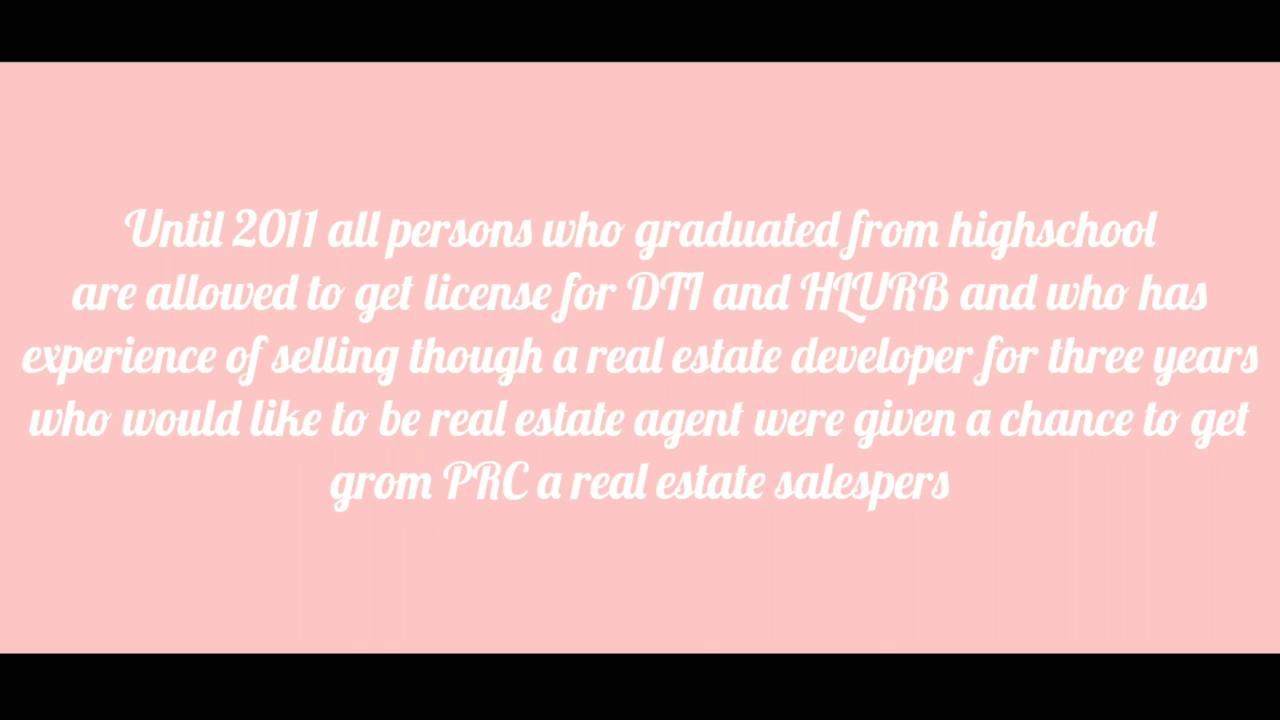 Until 2011 all persons who graduated from highschool
are allowed to get license for DTI and HLURB and who has
experience of selling though a real estate developer for three years
who would like to be real estate agent were given a chance to get
grom PRC a real estate salespers